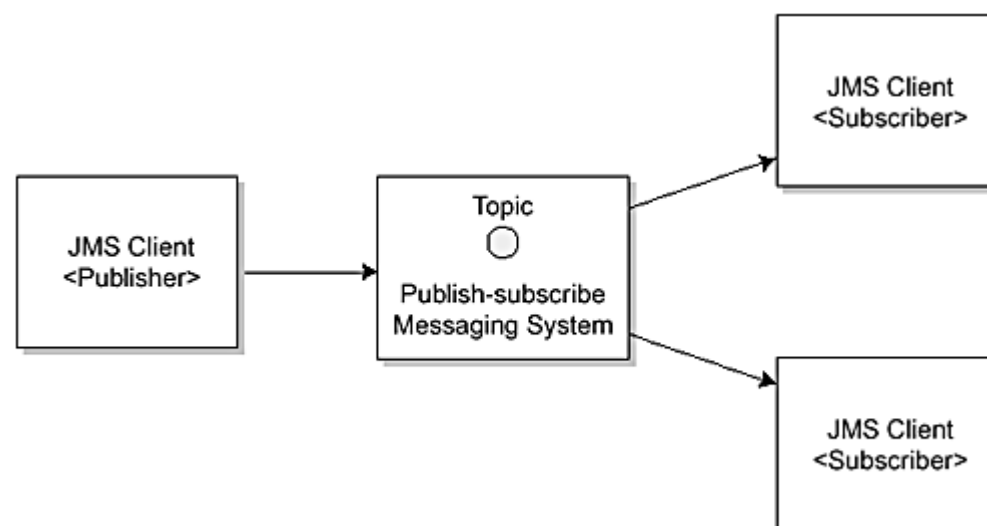 JMS Client
<Publisher>
Topic
Publish-subscribe
Messaging System
JMS Client
<Subscriber>
JMS Client
<Subscriber>